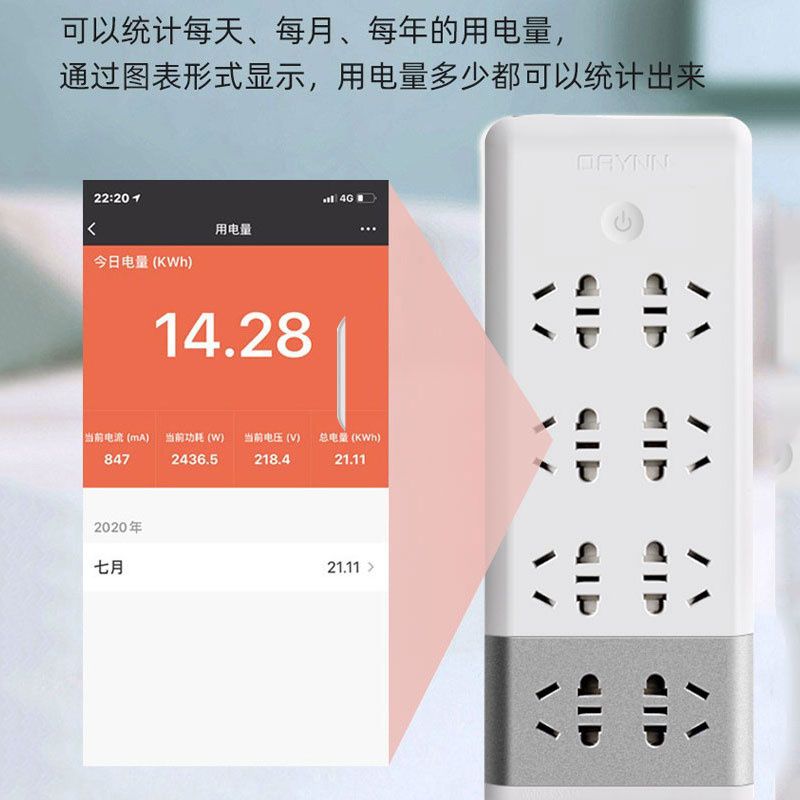 可以统计每天、每月、每年的用电量，
通过图表形式显示，用电量多少都可以统计出来
ORYNN
22:20
4G
用电量
今日电量 (KWh)
14.28
当前电流 (mA) 当前功耗 (W) 当前电压 (V) 总电量 (KWh)
847 2436.5 218.4 21.11
2020年
七月 21.11